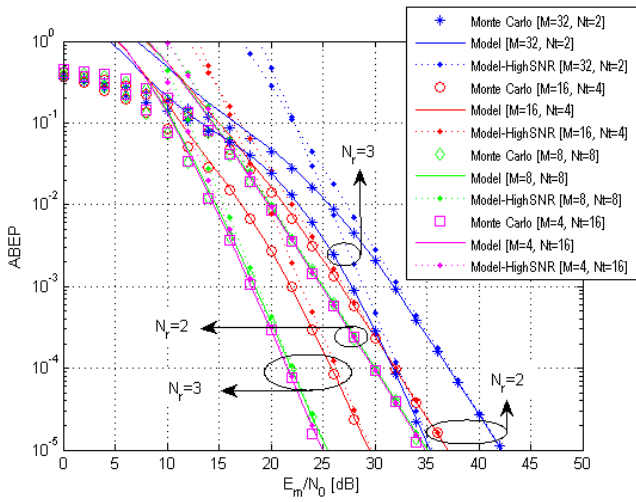 Monte Carlo [M=32, Nt=2]
Model [M=32, Nt=2]
Model-HighSNR [M=32, Nt=2]
Monte Carlo [M=16, Nt=4]
Model [M=16, Nt=4]
Model-HighSNR [M=16, Nt=4]
Monte Carlo [M=8, Nt=8]
Model [M=8, Nt=8]
Model-HighSNR [M=8, Nt=8]
Monte Carlo [M=4, Nt=16]
Model [M=4, Nt=16]
Model-HighSNR [M=4, Nt=16]
10^0
10^-1
10^-2
10^-3
10^-4
10^-5
ABEP
N_r=3
N_r=2
N_r=3
N_r=2
0 5 10 15 20 25 30 35 40 45 50
E_m/N_0 [dB]